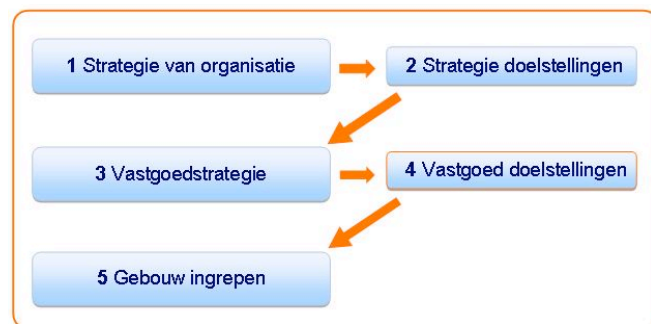 1 Strategie van organisatie
2 Strategie doelstellingen
3 Vastgoedstrategie
4 Vastgoed doelstellingen
5 Gebouw ingrepen